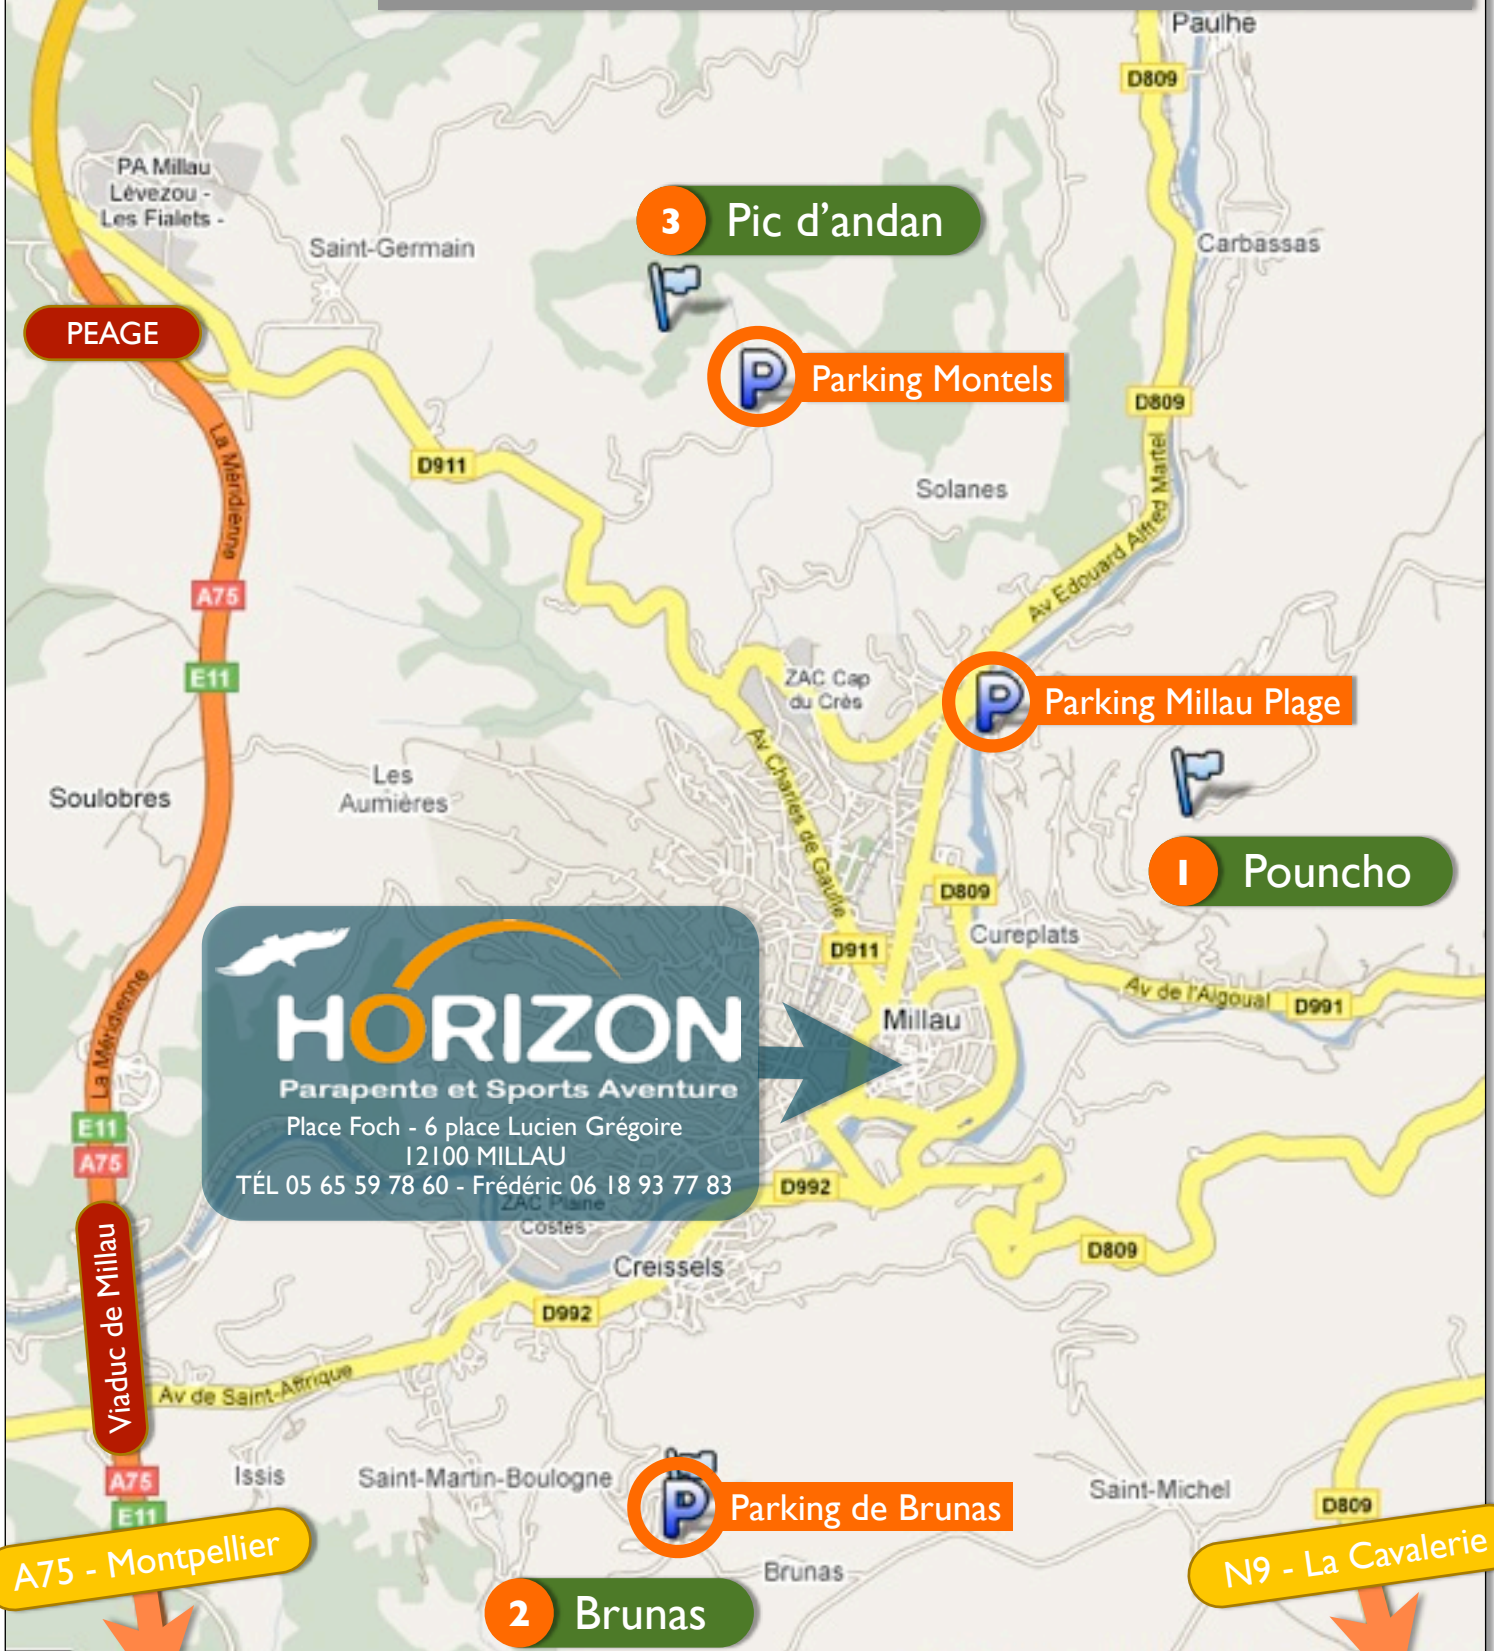 Paulhe
D809
PA Millau
Lévezou -
Les Fialets -
3 Pic d'andan
Saint-Germain
Carbassas
PEAGE
Parking Montels
D809
La Méridienne
D911
Av Edouard Alfred Martel
Solanes
A75
E11
ZAC Cap
du Crès
Parking Millau Plage
Av Charles de Gaulle
Les
Aumières
Soulobres
1 Pouncho
D809
Cureplats
D911
La Méridienne
Av de l'Aigoual D991
HORIZON
Millau
Parapente et Sports Aventure
Place Foch - 6 place Lucien Grégoire
12100 MILLAU
TÉL 05 65 59 78 60 - Frédéric 06 18 93 77 83
E11
A75
D992
ZAC Plaine
Costes
Viaduc de Millau
D809
Creissels
D992
Av de Saint-Affrique
A75
Issis
Saint-Martin-Boulogne
P Parking de Brunas
Saint-Michel
D809
E11
A75 - Montpellier
N9 - La Cavalerie
Brunas
2 Brunas